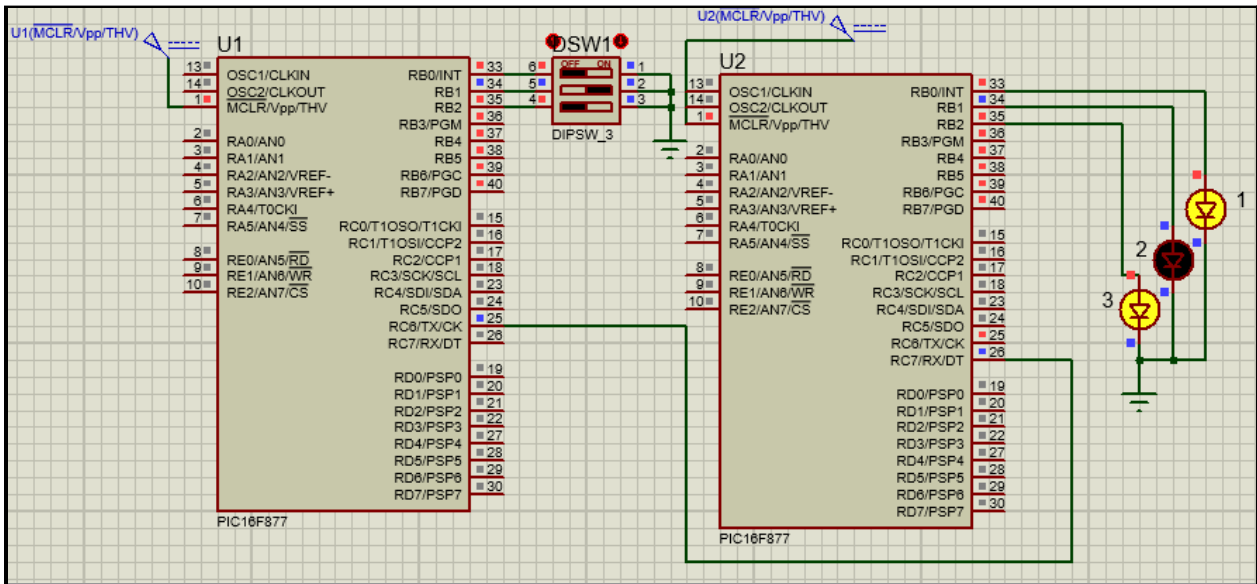 U1(MCLR/Vpp/THV)
U1
13 OSC1/CLKIN
14 OSC2/CLKOUT
1 MCLR/Vpp/THV
2 RA0/AN0
3 RA1/AN1
4 RA2/AN2/VREF-
5 RA3/AN3/VREF+
6 RA4/T0CKI
7 RA5/AN4/SS
8 RE0/AN5/RD
9 RE1/AN6/WR
10 RE2/AN7/CS
RB0/INT 33
RB1 34
RB2 35
RB3/PGM 36
RB4 37
RB5 38
RB6/PGC 39
RB7/PGD 40
RC0/T1OSO/T1CKI 15
RC1/T1OSI/CCP2 16
RC2/CCP1 17
RC3/SCK/SCL 18
RC4/SDI/SDA 23
RC5/SDO 24
RC6/TX/CK 25
RC7/RX/DT 26
RD0/PSP0 19
RD1/PSP1 20
RD2/PSP2 21
RD3/PSP3 22
RD4/PSP4 27
RD5/PSP5 28
RD6/PSP6 29
RD7/PSP7 30
PIC16F877
DSW1
OFF ON
6 1
5 2
4 3
DIPSW_3
U2(MCLR/Vpp/THV)
U2
13 OSC1/CLKIN
14 OSC2/CLKOUT
1 MCLR/Vpp/THV
2 RA0/AN0
3 RA1/AN1
4 RA2/AN2/VREF-
5 RA3/AN3/VREF+
6 RA4/T0CKI
7 RA5/AN4/SS
8 RE0/AN5/RD
9 RE1/AN6/WR
10 RE2/AN7/CS
RB0/INT 33
RB1 34
RB2 35
RB3/PGM 36
RB4 37
RB5 38
RB6/PGC 39
RB7/PGD 40
RC0/T1OSO/T1CKI 15
RC1/T1OSI/CCP2 16
RC2/CCP1 17
RC3/SCK/SCL 18
RC4/SDI/SDA 23
RC5/SDO 24
RC6/TX/CK 25
RC7/RX/DT 26
RD0/PSP0 19
RD1/PSP1 20
RD2/PSP2 21
RD3/PSP3 22
RD4/PSP4 27
RD5/PSP5 28
RD6/PSP6 29
RD7/PSP7 30
PIC16F877
1
2
3